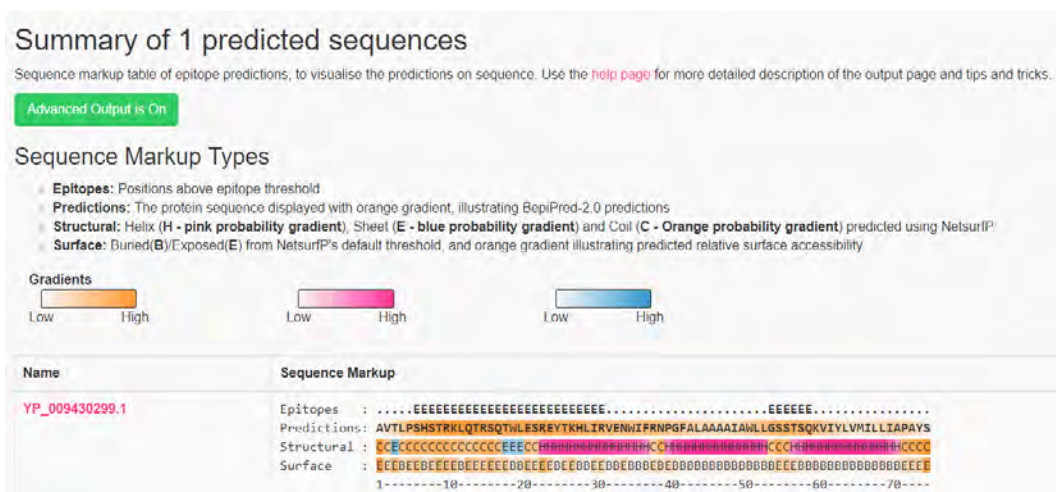 Summary of 1 predicted sequences
Sequence markup table of epitope predictions, to visualise the predictions on sequence. Use the help page for more detailed description of the output page and tips and tricks.
Advanced Output is On
Sequence Markup Types
Epitopes: Positions above epitope threshold
Predictions: The protein sequence displayed with orange gradient, illustrating BepiPred-2.0 predictions
Structural: Helix (H - pink probability gradient), Sheet (E - blue probability gradient) and Coil (C - Orange probability gradient) predicted using NetsurfP
Surface: Buried(B)/Exposed(E) from NetsurfP's default threshold, and orange gradient illustrating predicted relative surface accessibility
Gradients
Low High Low High Low High
Name Sequence Markup
YP_009430299.1
Epitopes : .....EEEEEEEEEEEEEEEEEEEEEEEEEE......................EEEEEE................
Predictions: AVTLPSHSTRKLQTRSQTWLESREYTKHLIRVENWIFRNPGFALAAAAIAWLLGSSTSQKVIYLVMILLIAPAYS
Structural : CCECCCCCCCCCCCCCCEEECCHHHHHHHHHHHHHHHCCHHHHHHHHHHHHHHCCCHHHHHHHHHHHHHHHCCCC
Surface :
1--------10--------20--------30--------40--------50--------60--------70----